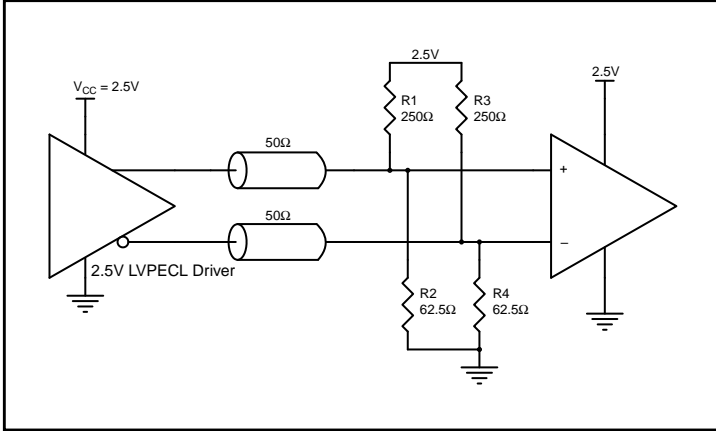 2.5V
V_CC = 2.5V
2.5V
R1
250Ω
R3
250Ω
50Ω
+
50Ω
–
2.5V LVPECL Driver
R2
62.5Ω
R4
62.5Ω